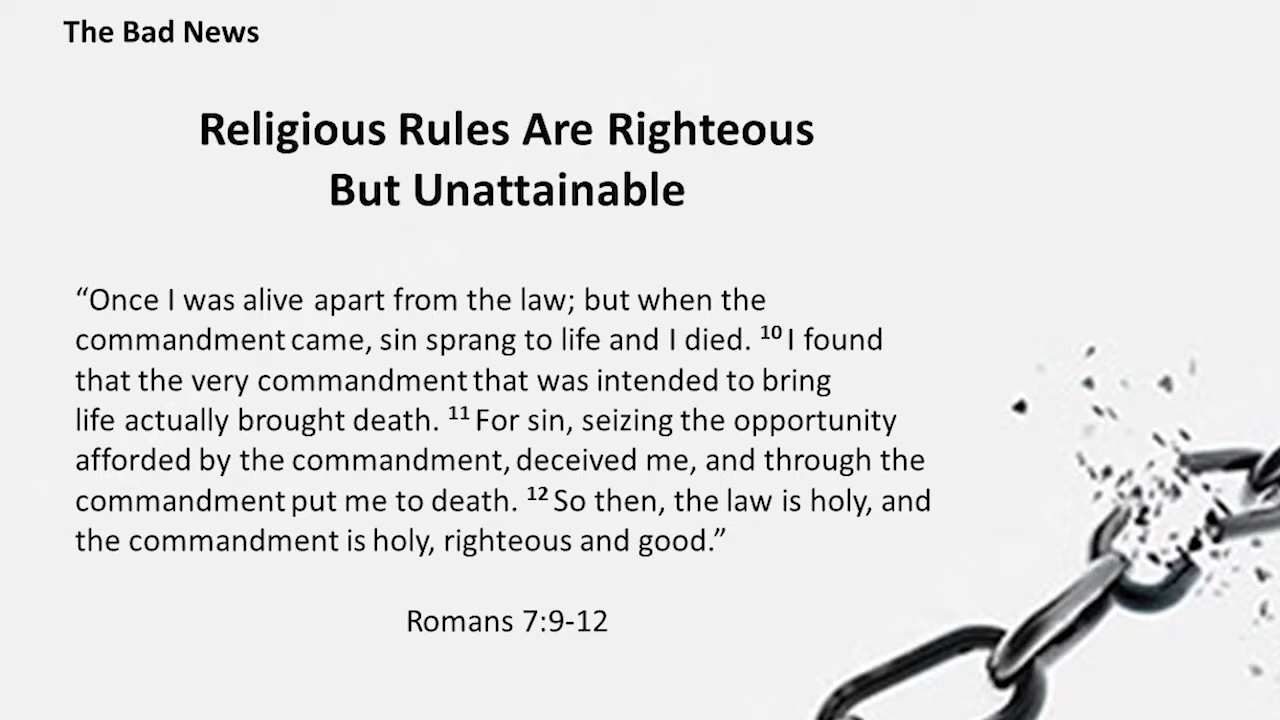 The Bad News
Religious Rules Are Righteous
But Unattainable
“Once I was alive apart from the law; but when the
commandment came, sin sprang to life and I died. 10 I found
that the very commandment that was intended to bring
life actually brought death. 11 For sin, seizing the opportunity
afforded by the commandment, deceived me, and through the
commandment put me to death. 12 So then, the law is holy, and
the commandment is holy, righteous and good.”
Romans 7:9-12